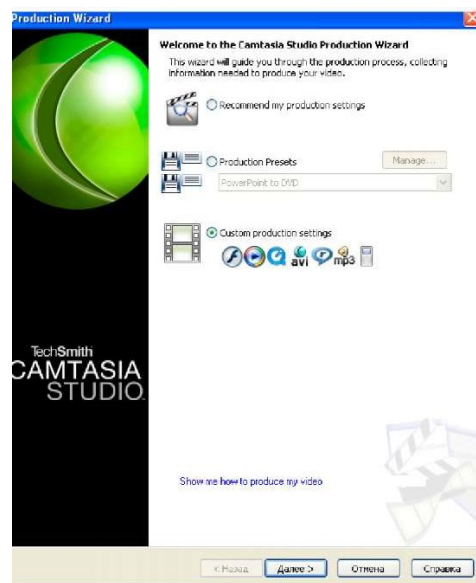 Production Wizard
Welcome to the Camtasia Studio Production Wizard
This wizard will guide you through the production process, collecting
information needed to produce your video.
Recommend my production settings
Production Presets
Manage...
PowerPoint to DVD
Custom production settings
avi
mp3
TechSmith
CAMTASIA
STUDIO
Show me how to produce my video
< Назад
Далее >
Отмена
Справка